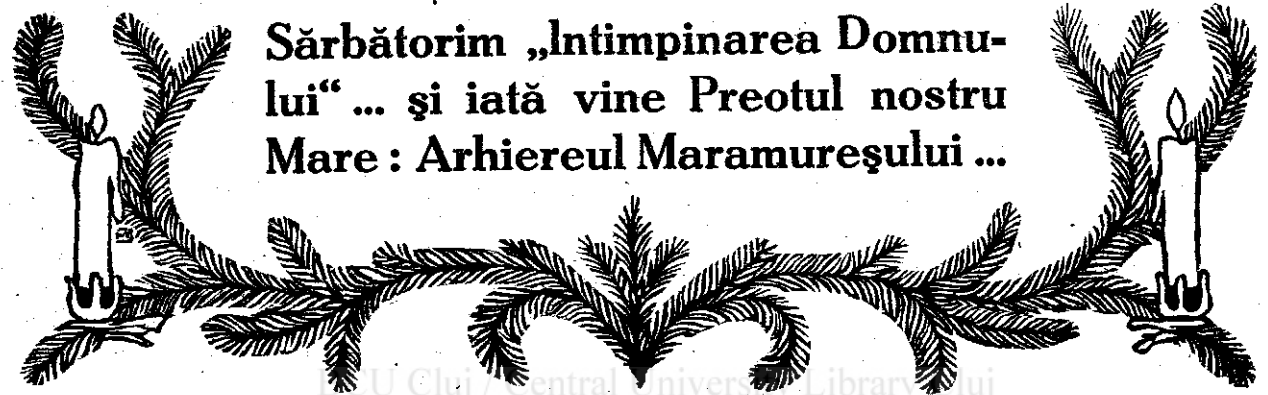 Sărbătorim „Intimpinarea Domnu-
lui“ ... şi iată vine Preotul nostru
Mare : Arhiereul Maramureşului ...
BCU Cluj / Central University Library Cluj